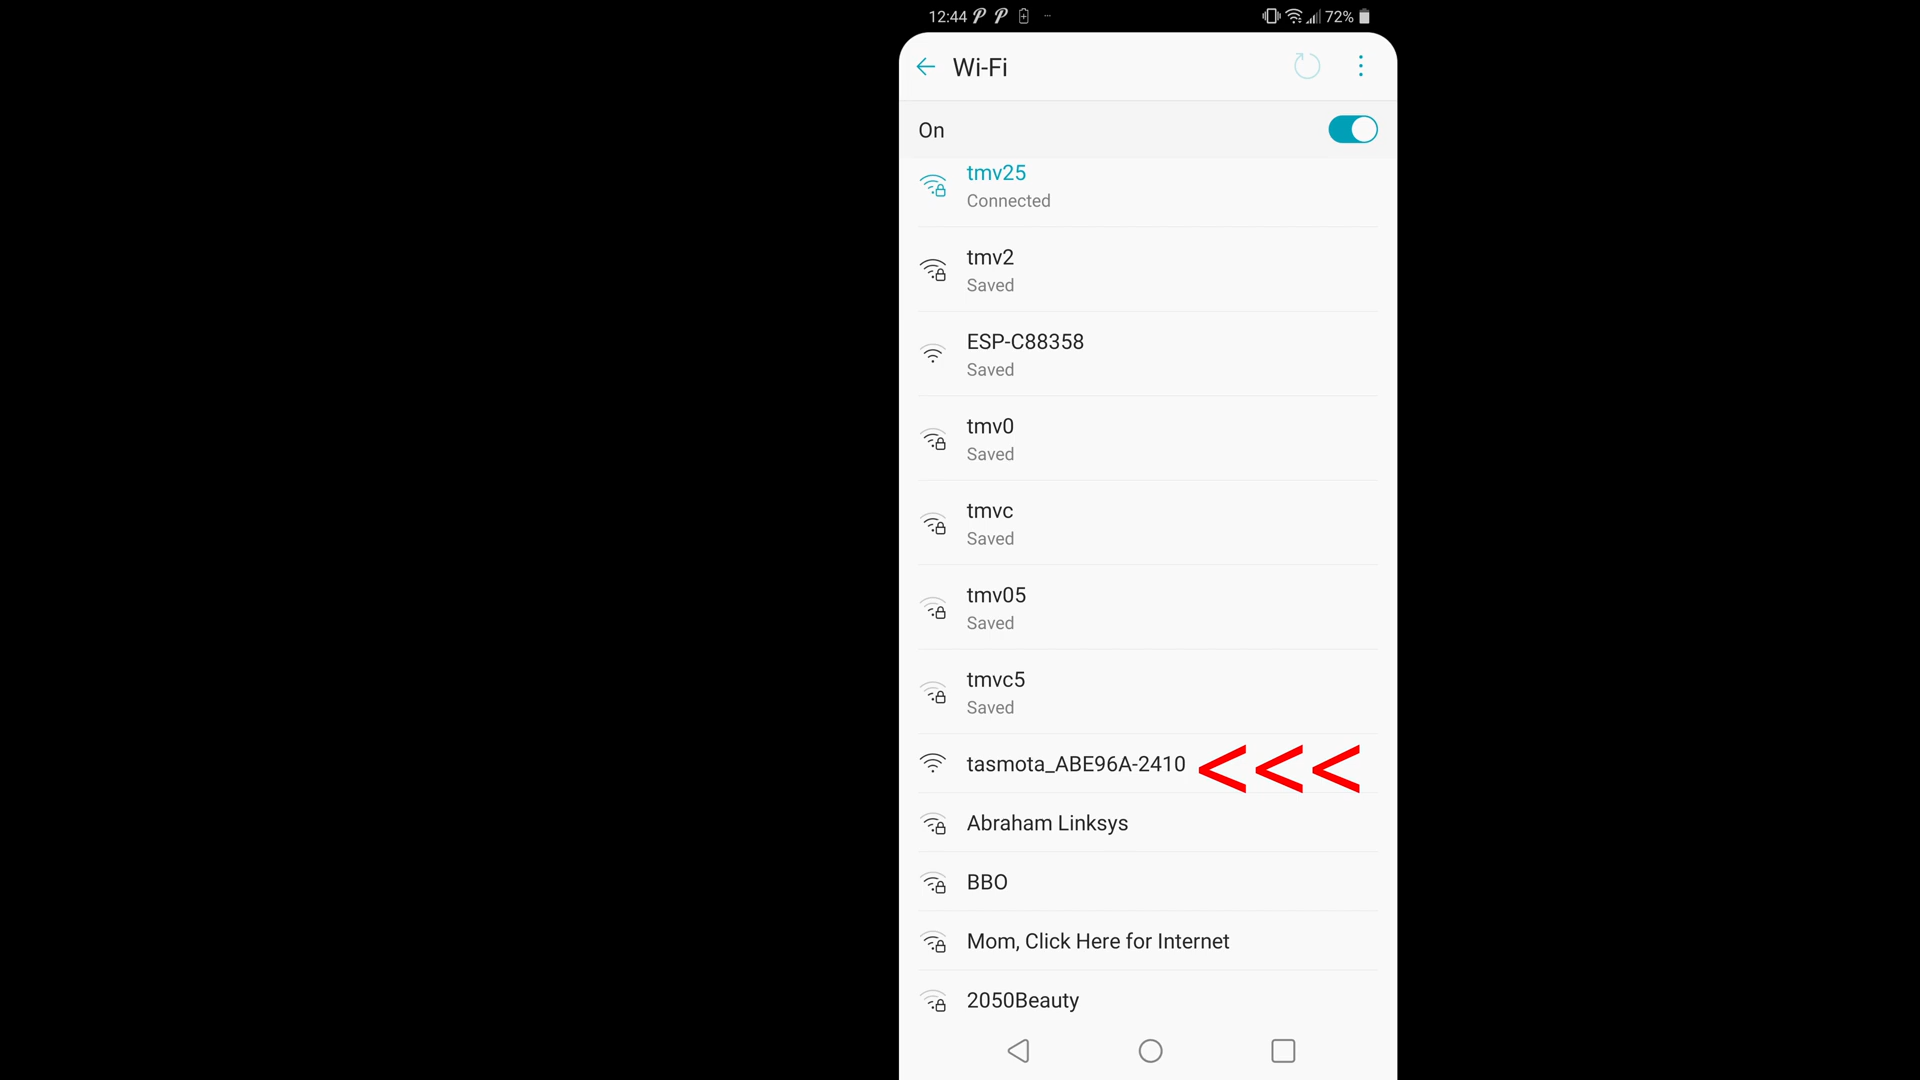 12:44 72%
Wi-Fi
On
tmv25
Connected
tmv2
Saved
ESP-C88358
Saved
tmv0
Saved
tmvc
Saved
tmv05
Saved
tmvc5
Saved
tasmota_ABE96A-2410 <<<
Abraham Linksys
BBO
Mom, Click Here for Internet
2050Beauty